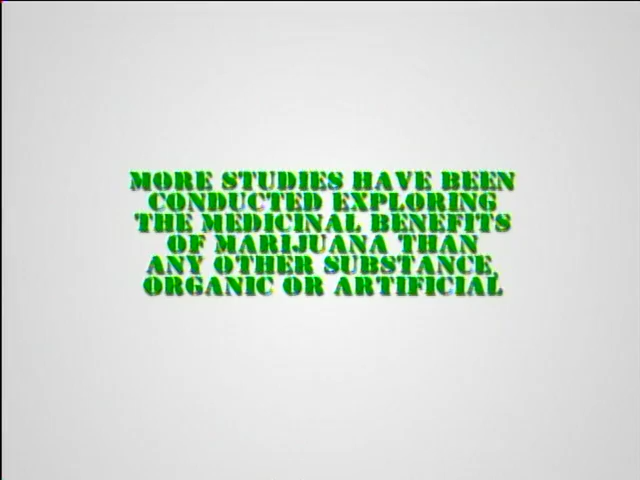 MORE STUDIES HAVE BEEN
CONDUCTED EXPLORING
THE MEDICINAL BENEFITS
OF MARIJUANA THAN
ANY OTHER SUBSTANCE,
ORGANIC OR ARTIFICIAL